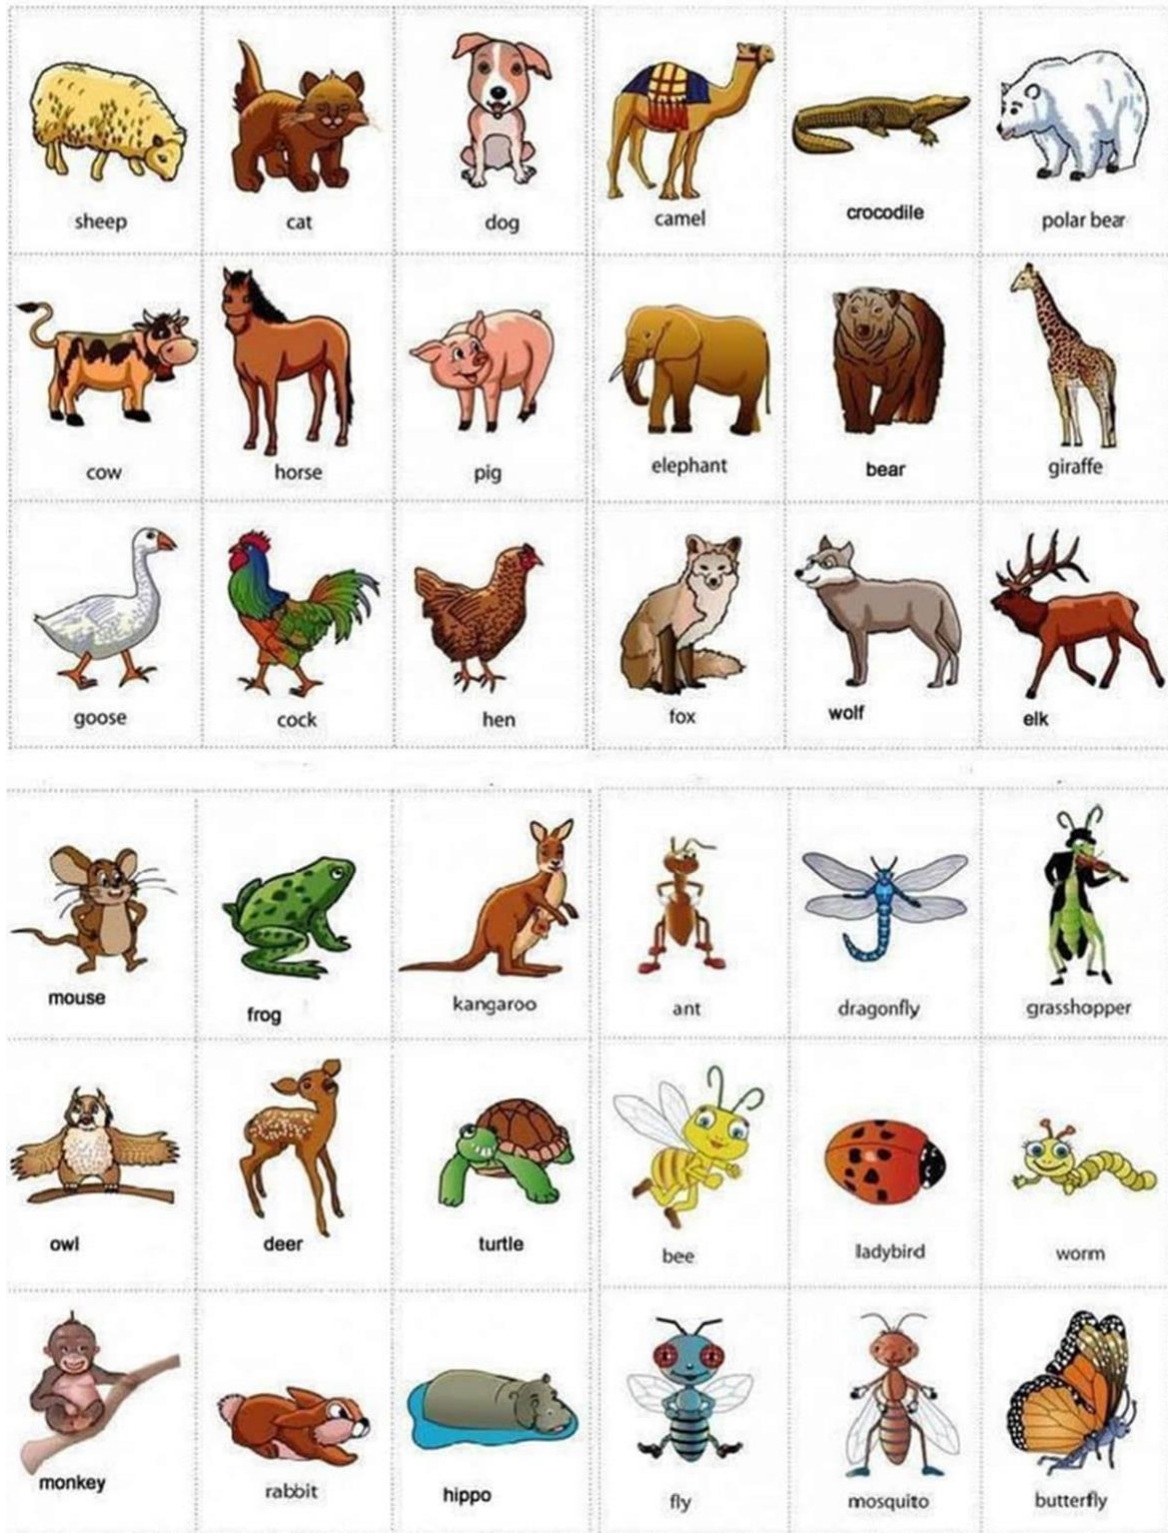 sheep cat dog camel crocodile polar bear
cow horse pig elephant bear giraffe
goose cock hen fox wolf elk
mouse frog kangaroo ant dragonfly grasshopper
owl deer turtle bee ladybird worm
monkey rabbit hippo fly mosquito butterfly